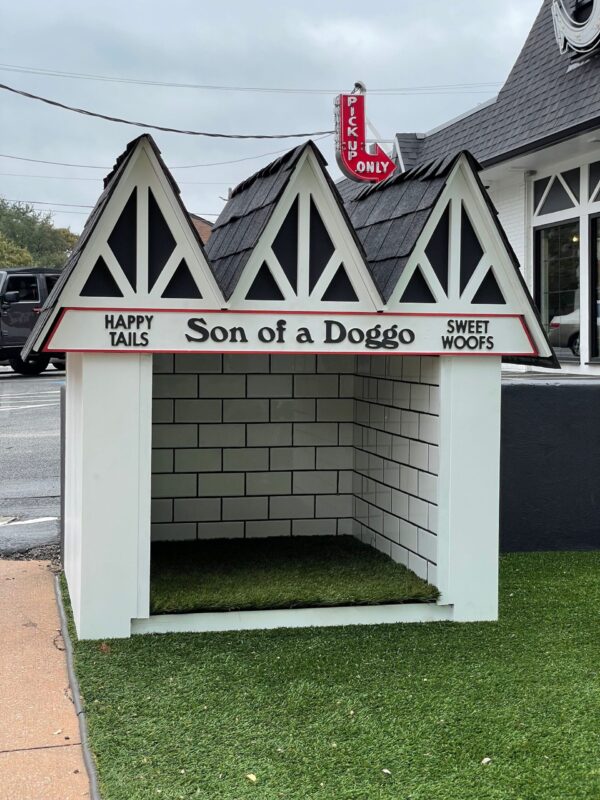 PICK UP
ONLY
HAPPY
TAILS
Son of a Doggo
SWEET
WOOFS